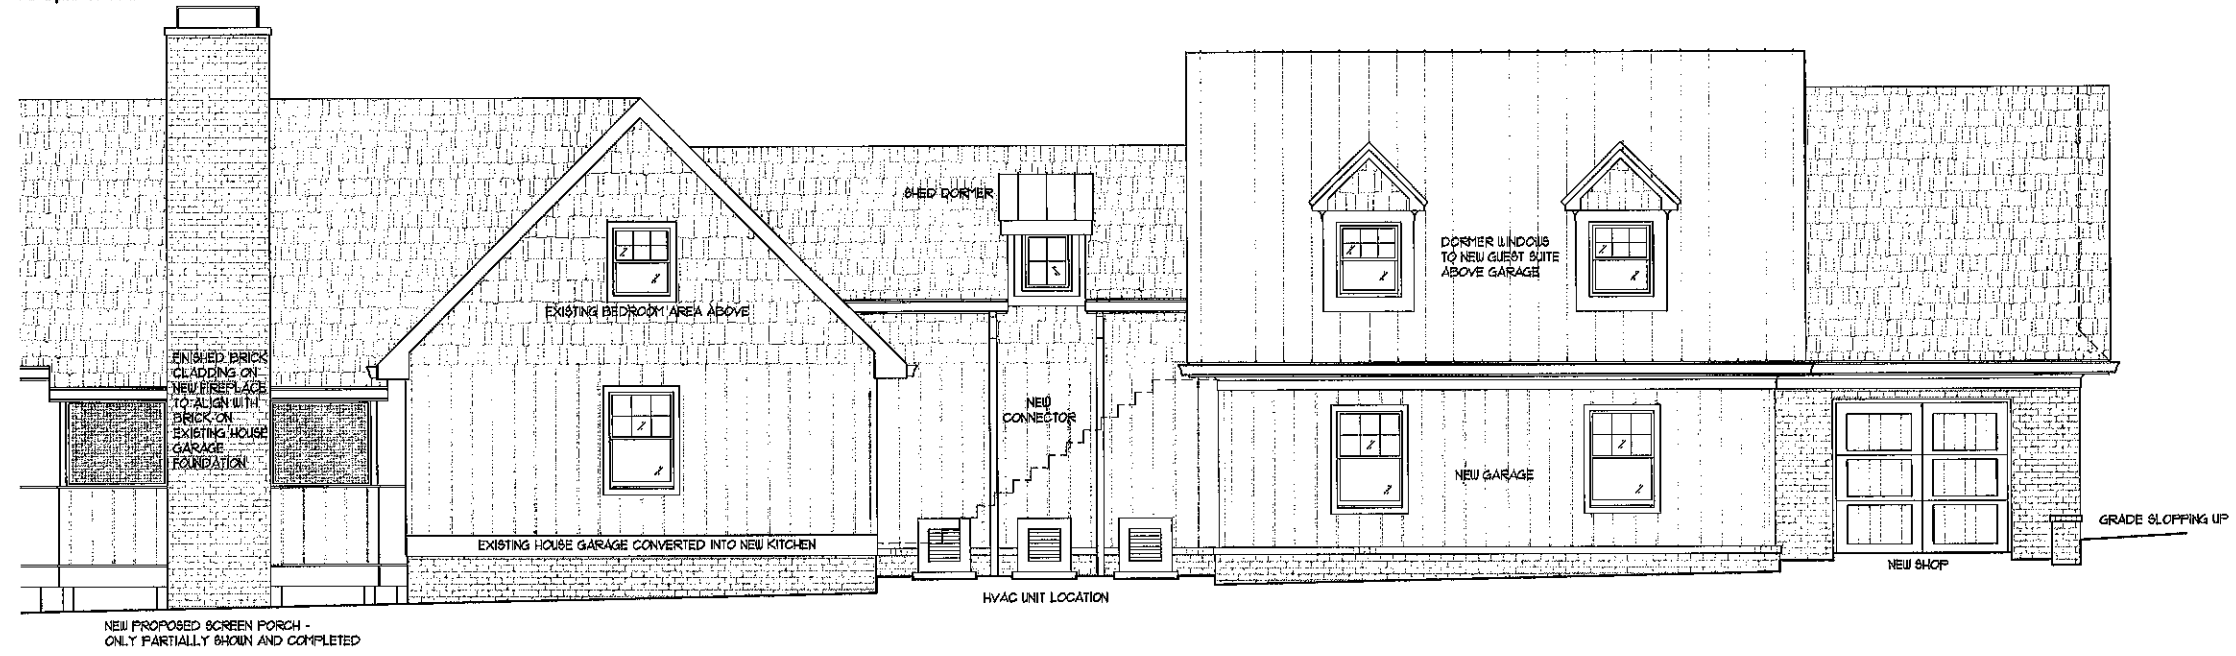 SHED DORMER
DORMER WINDOWS
TO NEW GUEST SUITE
ABOVE GARAGE
EXISTING BEDROOM AREA ABOVE
FINISHED BRICK
CLADDING ON
NEW FIREPLACE
TO ALIGN WITH
BRICK ON
EXISTING HOUSE
GARAGE
FOUNDATION
NEW
CONNECTOR
NEW GARAGE
GRADE SLOPPING UP
EXISTING HOUSE GARAGE CONVERTED INTO NEW KITCHEN
NEW SHOP
HVAC UNIT LOCATION
NEW PROPOSED SCREEN PORCH -
ONLY PARTIALLY SHOWN AND COMPLETED